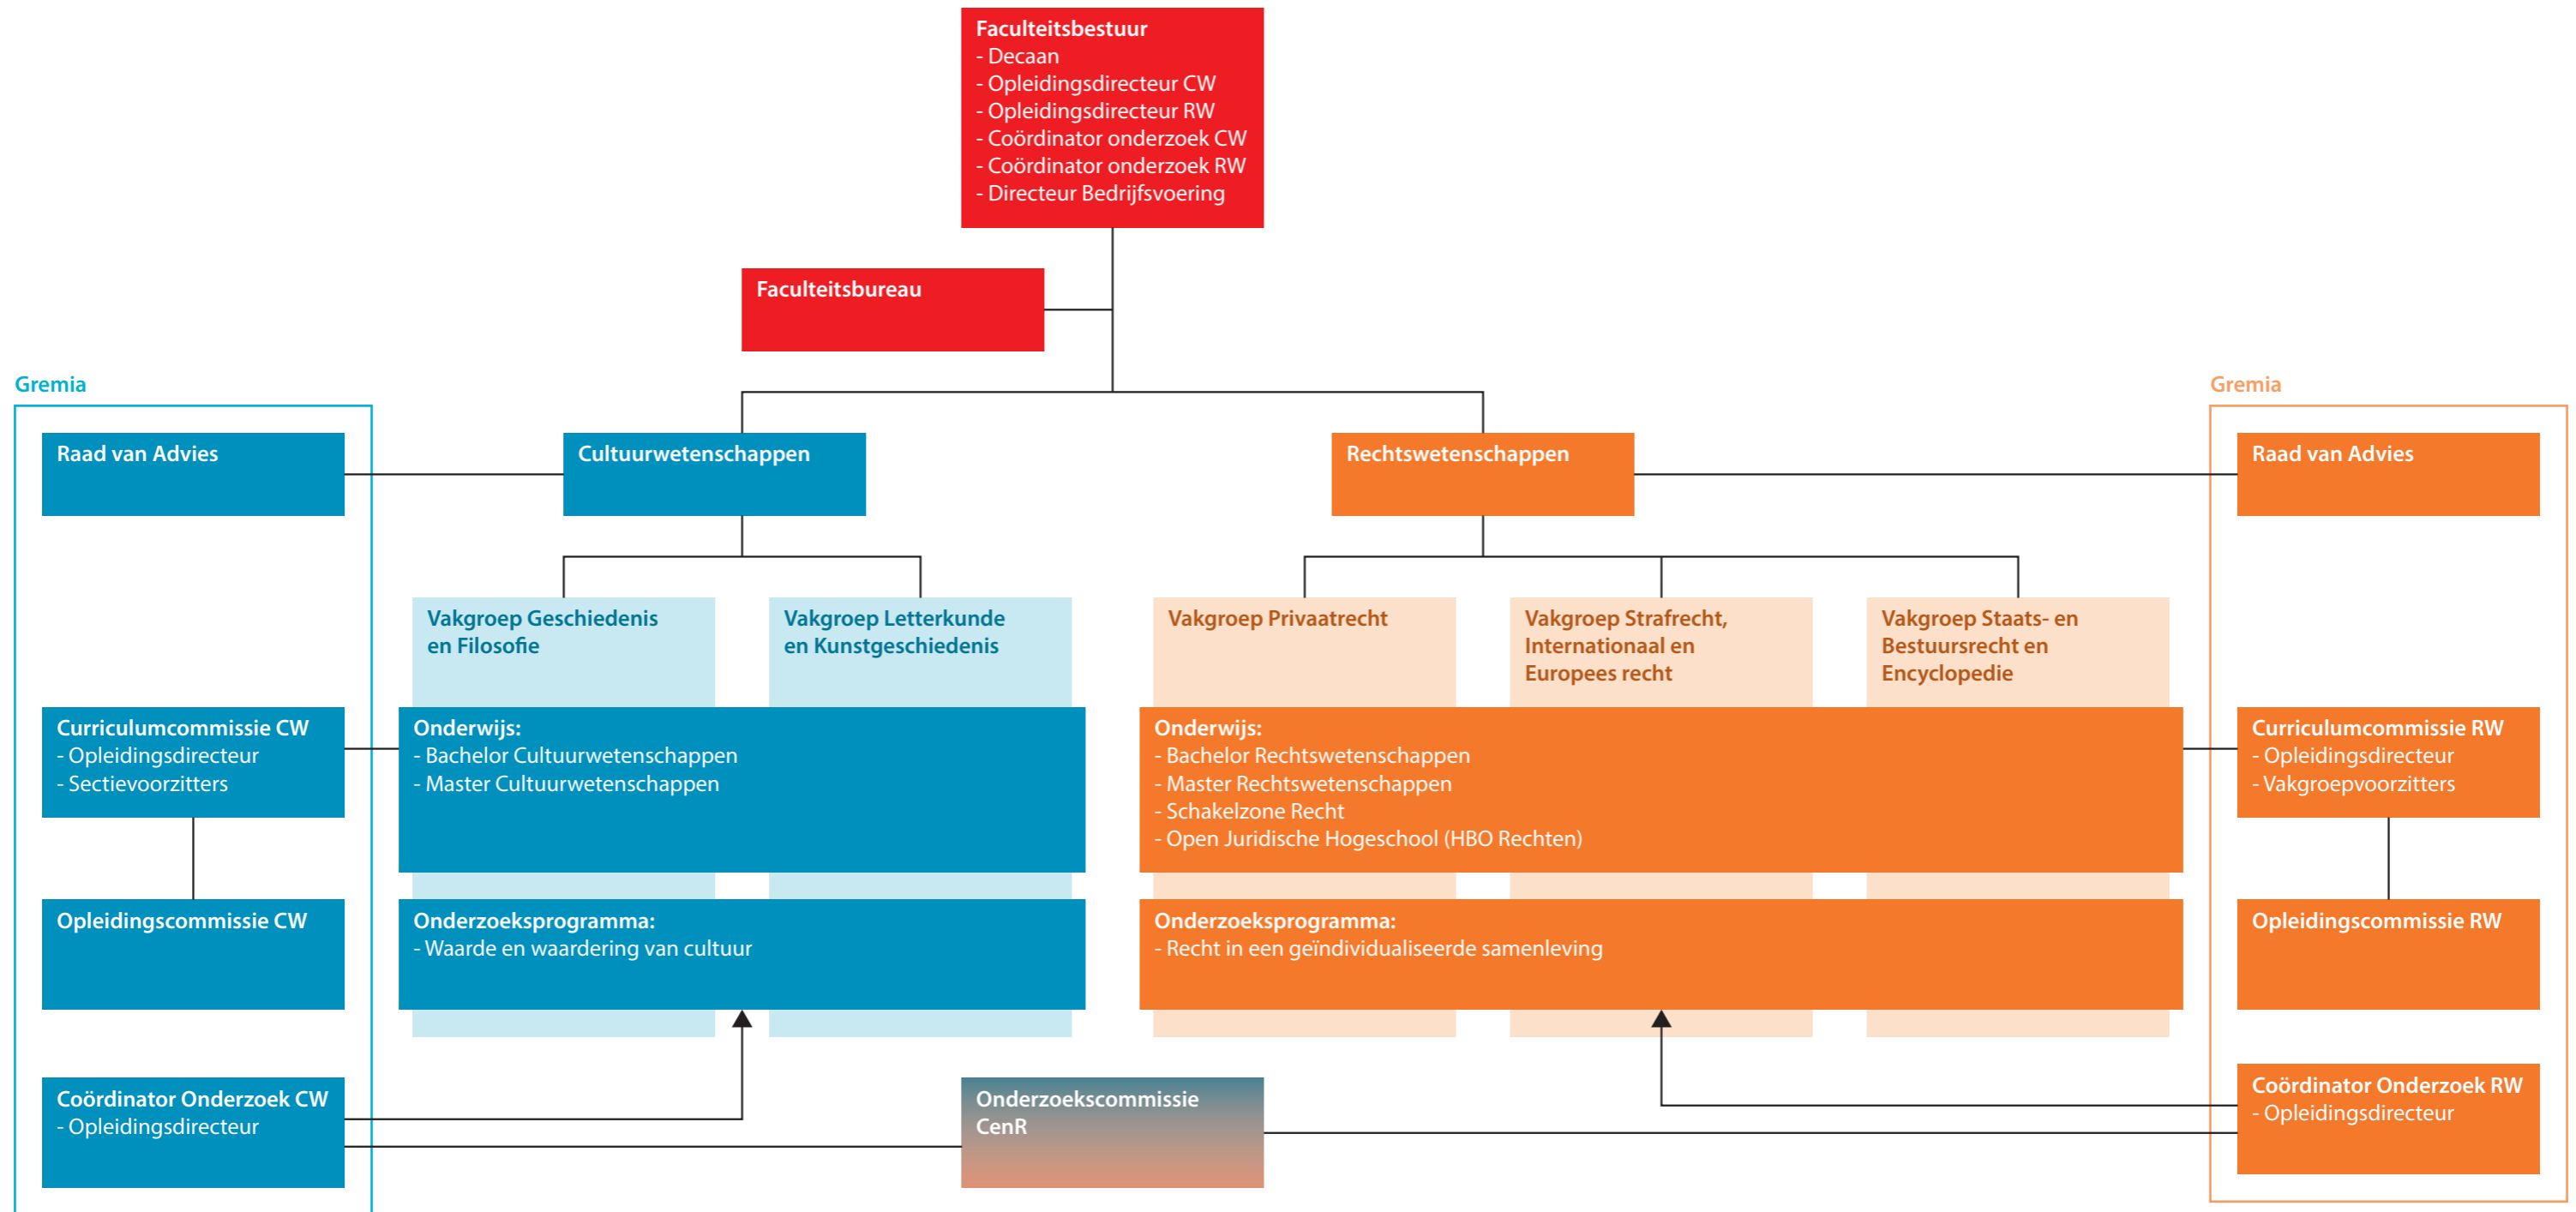 Faculteitsbestuur
- Decaan
- Opleidingsdirecteur CW
- Opleidingsdirecteur RW
- Coördinator onderzoek CW
- Coördinator onderzoek RW
- Directeur Bedrijfsvoering
Faculteitsbureau
Gremia
Gremia
Raad van Advies
Cultuurwetenschappen
Rechtswetenschappen
Raad van Advies
Vakgroep Geschiedenis
en Filosofie
Vakgroep Letterkunde
en Kunstgeschiedenis
Vakgroep Privaatrecht
Vakgroep Strafrecht,
Internationaal en
Europees recht
Vakgroep Staats- en
Bestuursrecht en
Encyclopedie
Curriculumcommissie CW
- Opleidingsdirecteur
- Sectievoorzitters
Onderwijs:
- Bachelor Cultuurwetenschappen
- Master Cultuurwetenschappen
Onderwijs:
- Bachelor Rechtswetenschappen
- Master Rechtswetenschappen
- Schakelzone Recht
- Open Juridische Hogeschool (HBO Rechten)
Curriculumcommissie RW
- Opleidingsdirecteur
- Vakgroepvoorzitters
Opleidingscommissie CW
Onderzoeksprogramma:
- Waarde en waardering van cultuur
Onderzoeksprogramma:
- Recht in een geïndividualiseerde samenleving
Opleidingscommissie RW
Coördinator Onderzoek CW
- Opleidingsdirecteur
Onderzoekscommissie
CenR
Coördinator Onderzoek RW
- Opleidingsdirecteur